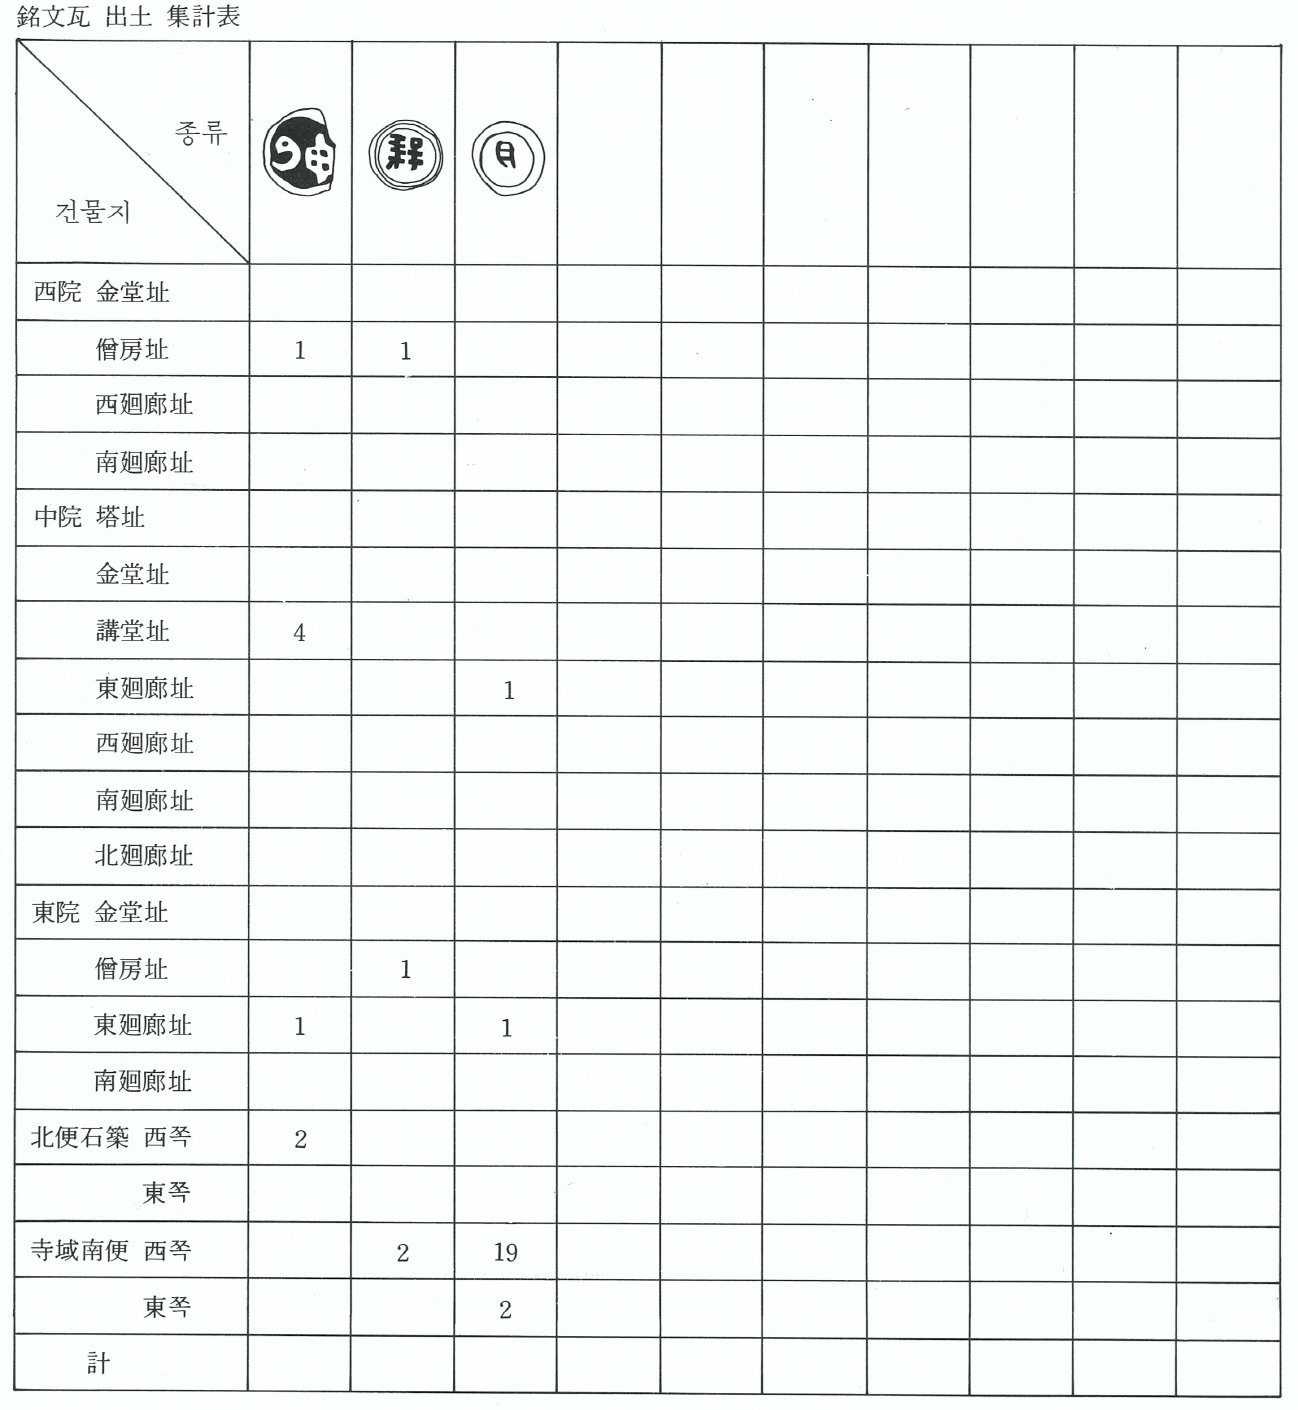 銘文瓦 出土 集計表
종류
건물지
月
西院 金堂址
僧房址 1 1
西廻廊址
南廻廊址
中院 塔址
金堂址
講堂址 4
東廻廊址 1
西廻廊址
南廻廊址
北廻廊址
東院 金堂址
僧房址 1
東廻廊址 1 1
南廻廊址
北便石築 西쪽 2
東쪽
寺域南便 西쪽 2 19
東쪽 2
計